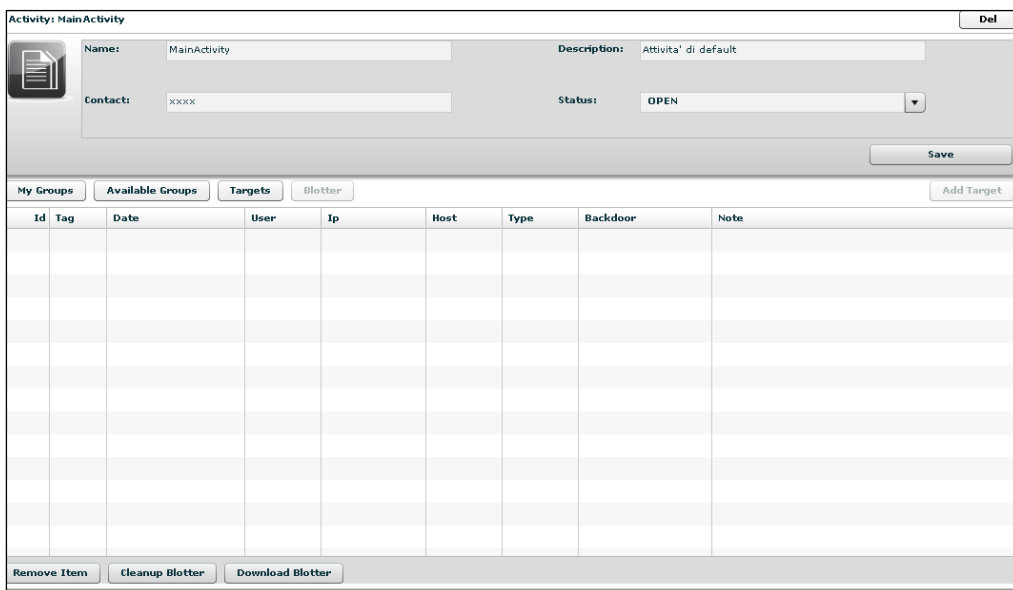 Activity: MainActivity
Del
Name: MainActivity Description: Attivita' di default
Contact: xxxx Status: OPEN
Save
My Groups Available Groups Targets Blotter Add Target
Id Tag Date User Ip Host Type Backdoor Note
Remove Item Cleanup Blotter Download Blotter